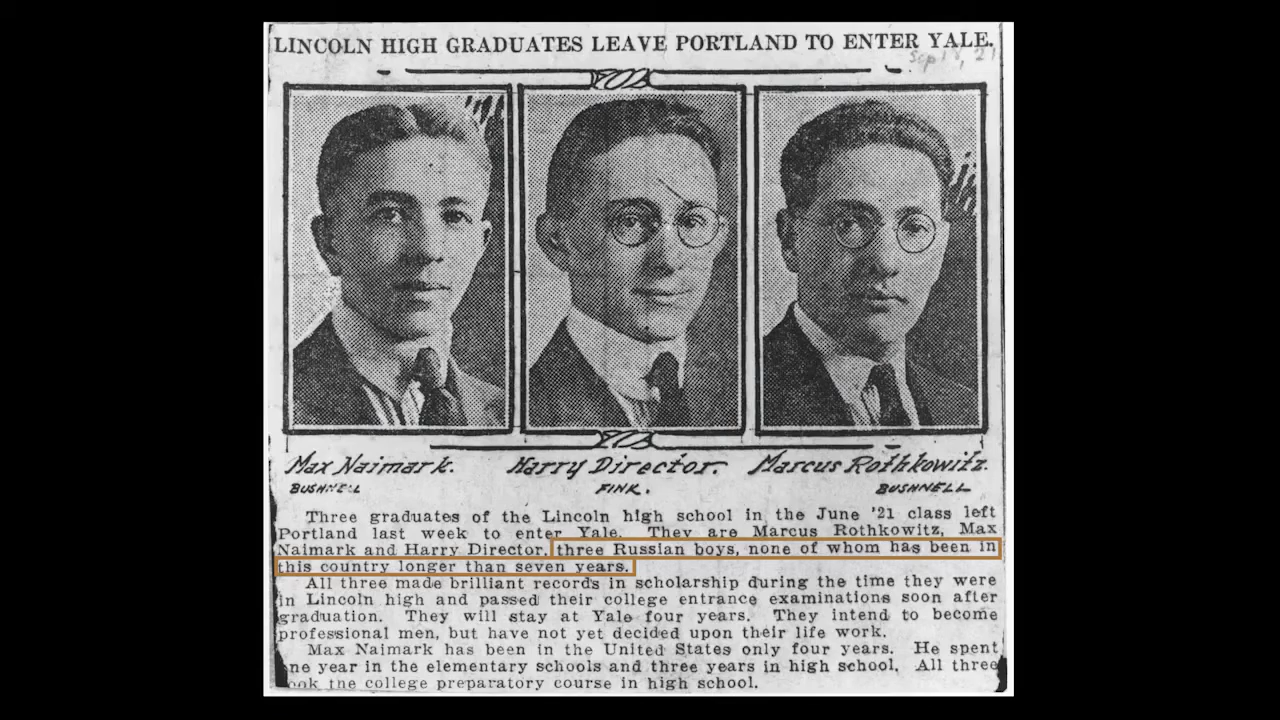 LINCOLN HIGH GRADUATES LEAVE PORTLAND TO ENTER YALE.
Sep 18, 21
Max Naimark. Harry Director. Marcus Rothkowitz.
BUSHNELL FINK. BUSHNELL
Three graduates of the Lincoln high school in the June '21 class left
Portland last week to enter Yale. They are Marcus Rothkowitz, Max
Naimark and Harry Director, three Russian boys, none of whom has been in
this country longer than seven years.
All three made brilliant records in scholarship during the time they were
in Lincoln high and passed their college entrance examinations soon after
graduation. They will stay at Yale four years. They intend to become
professional men, but have not yet decided upon their life work.
Max Naimark has been in the United States only four years. He spent
one year in the elementary schools and three years in high school. All three
took the college preparatory course in high school.